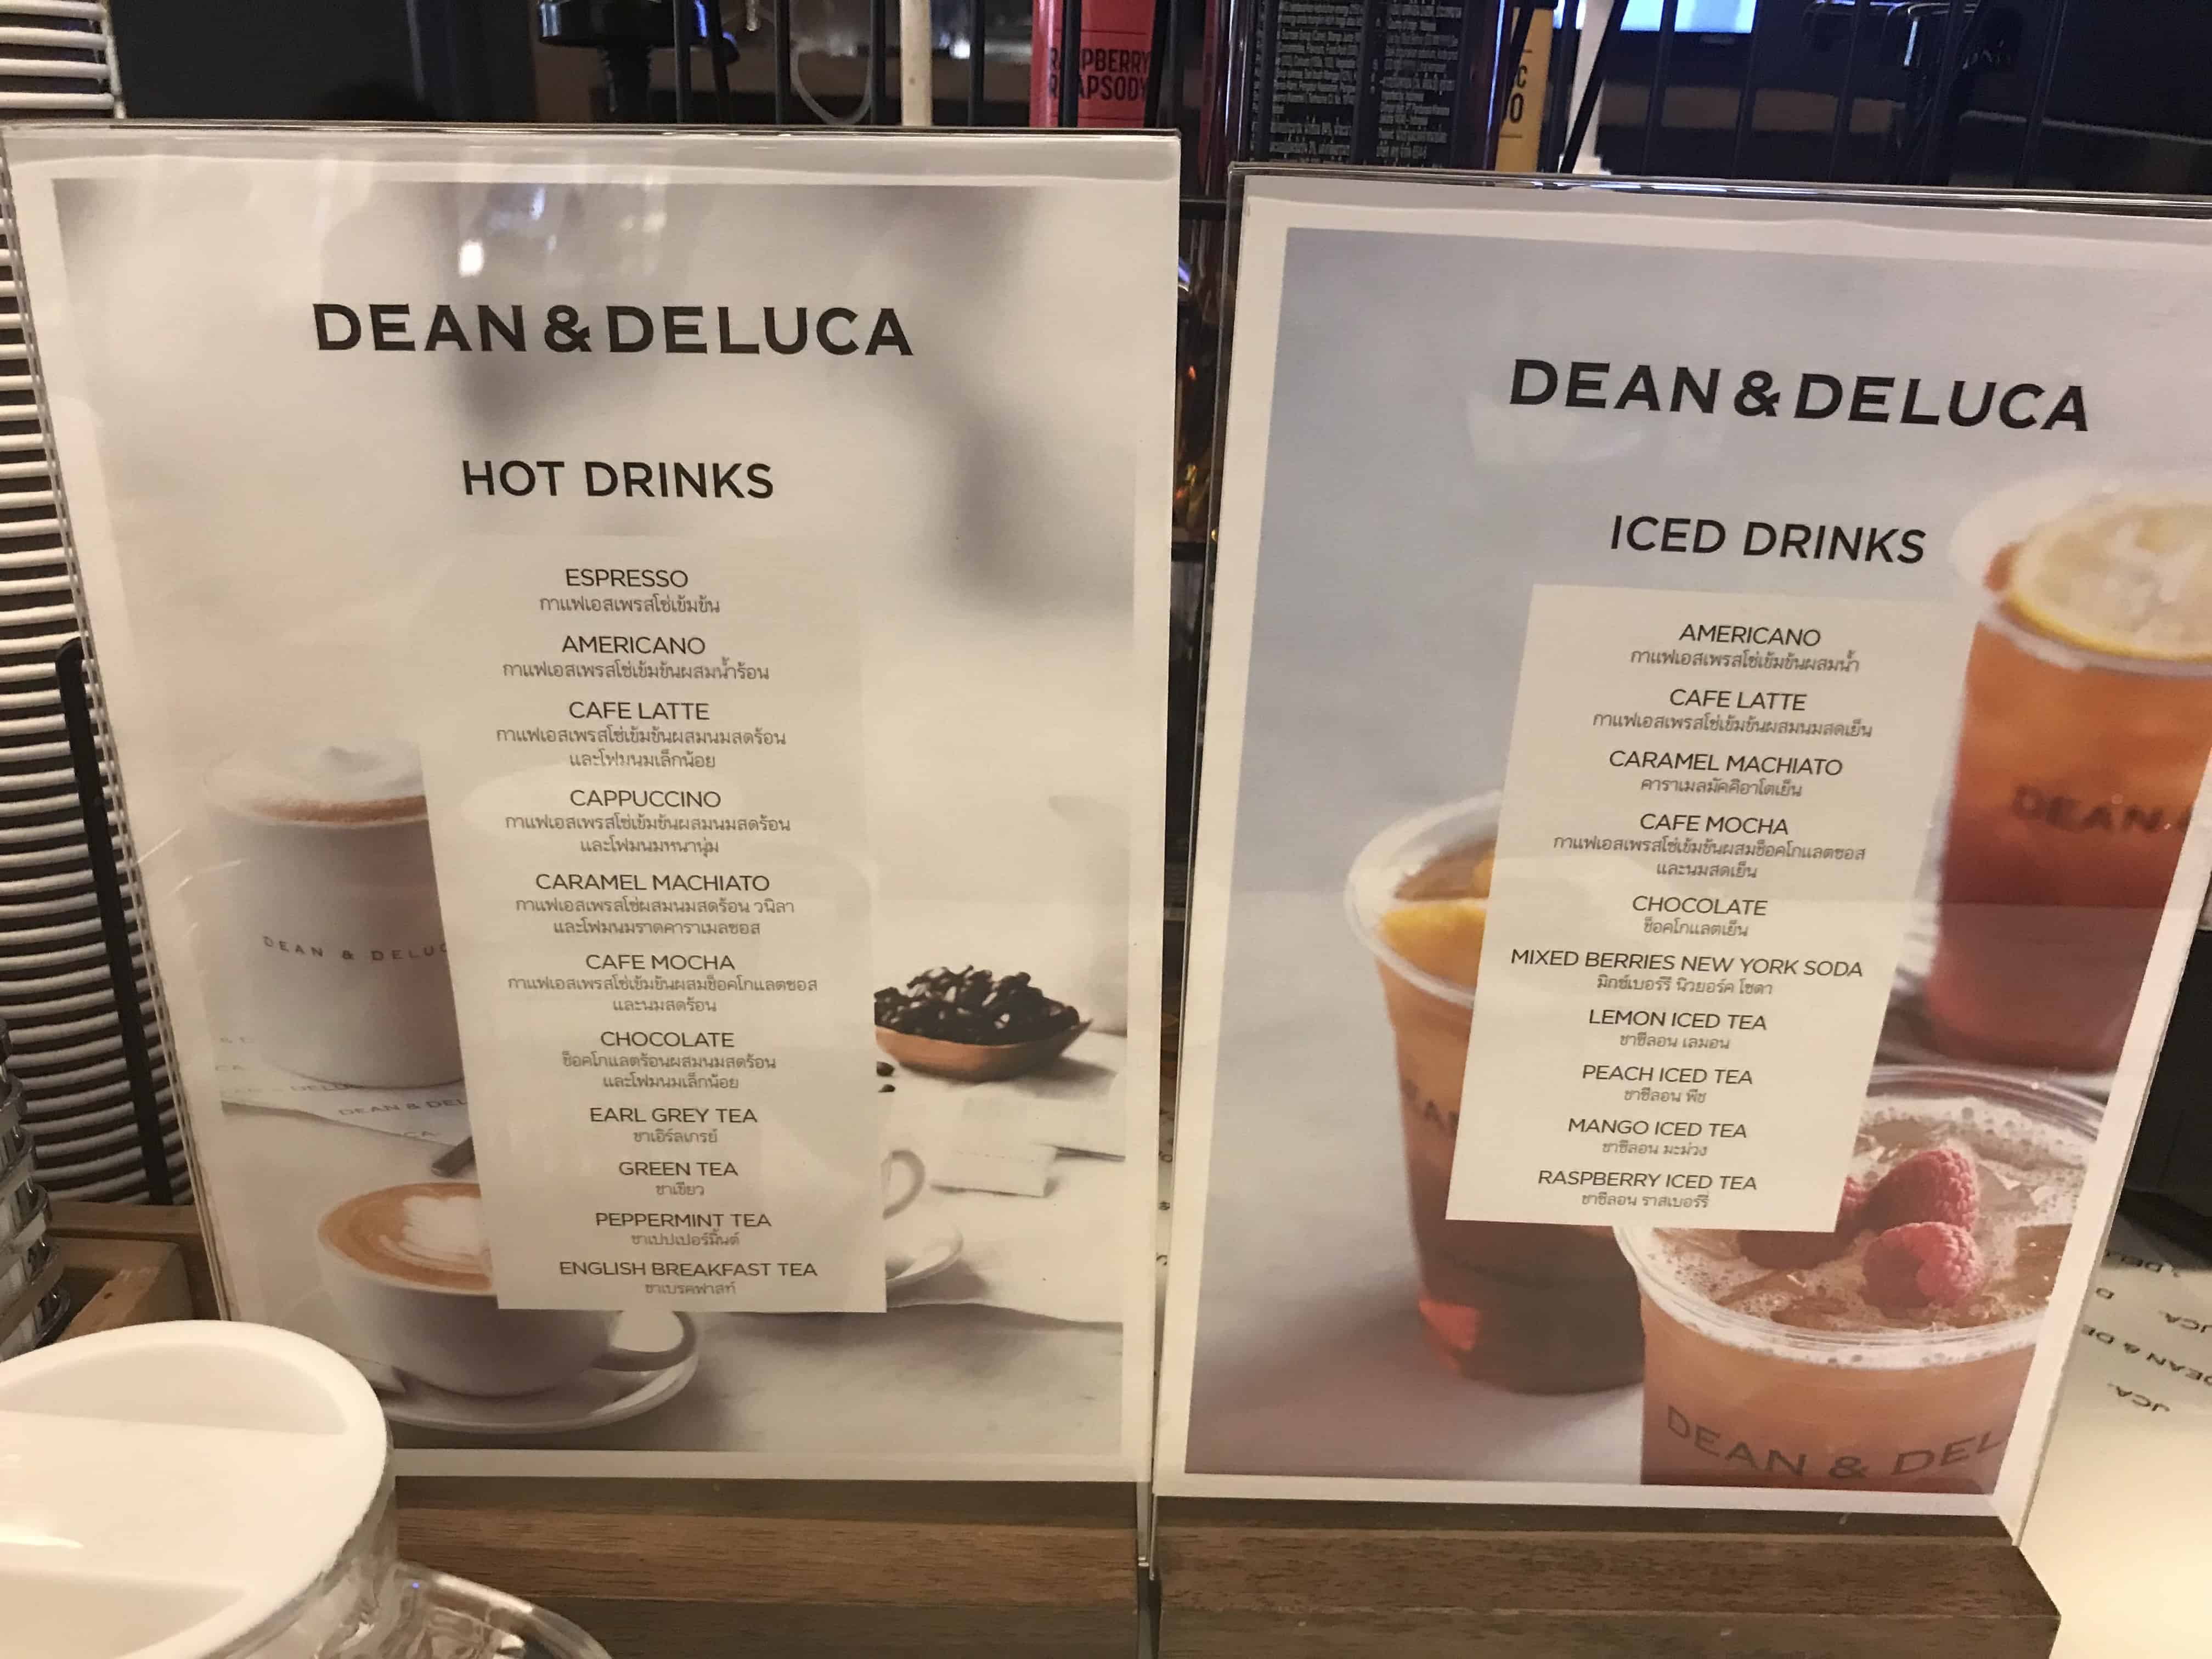 RASPBERRY
RHAPSODY
DEAN & DELUCA
HOT DRINKS
ESPRESSO
กาแฟเอสเพรสโซ่เข้มข้น
AMERICANO
กาแฟเอสเพรสโซ่เข้มข้นผสมน้ำร้อน
CAFE LATTE
กาแฟเอสเพรสโซ่เข้มข้นผสมนมสดร้อน
และโฟมนมเล็กน้อย
CAPPUCCINO
กาแฟเอสเพรสโซ่เข้มข้นผสมนมสดร้อน
และโฟมนมหนานุ่ม
CARAMEL MACHIATO
กาแฟเอสเพรสโซ่ผสมนมสดร้อน วนิลา
และโฟมนมราดคาราเมลซอส
CAFE MOCHA
กาแฟเอสเพรสโซ่เข้มข้นผสมช็อคโกแลตซอส
และนมสดร้อน
CHOCOLATE
ช็อคโกแลตร้อนผสมนมสดร้อน
และโฟมนมเล็กน้อย
EARL GREY TEA
ชาเอิร์ลเกรย์
GREEN TEA
ชาเขียว
PEPPERMINT TEA
ชาเปปเปอร์มิ้นต์
ENGLISH BREAKFAST TEA
ชาเบรคฟาสท์
DEAN & DELUC
DEAN & DEL
DEAN & DELUCA
ICED DRINKS
AMERICANO
กาแฟเอสเพรสโซ่เข้มข้นผสมน้ำ
CAFE LATTE
กาแฟเอสเพรสโซ่เข้มข้นผสมนมสดเย็น
CARAMEL MACHIATO
คาราเมลมัคคิอาโตเย็น
CAFE MOCHA
กาแฟเอสเพรสโซ่เข้มข้นผสมช็อคโกแลตซอส
และนมสดเย็น
CHOCOLATE
ช็อคโกแลตเย็น
MIXED BERRIES NEW YORK SODA
มิกซ์เบอร์รี่ นิวยอร์ค โซดา
LEMON ICED TEA
ชาซีลอน เลมอน
PEACH ICED TEA
ชาซีลอน พีช
MANGO ICED TEA
ชาซีลอน มะม่วง
RASPBERRY ICED TEA
ชาซีลอน ราสเบอร์รี่
DEAN
DEAN & DEL